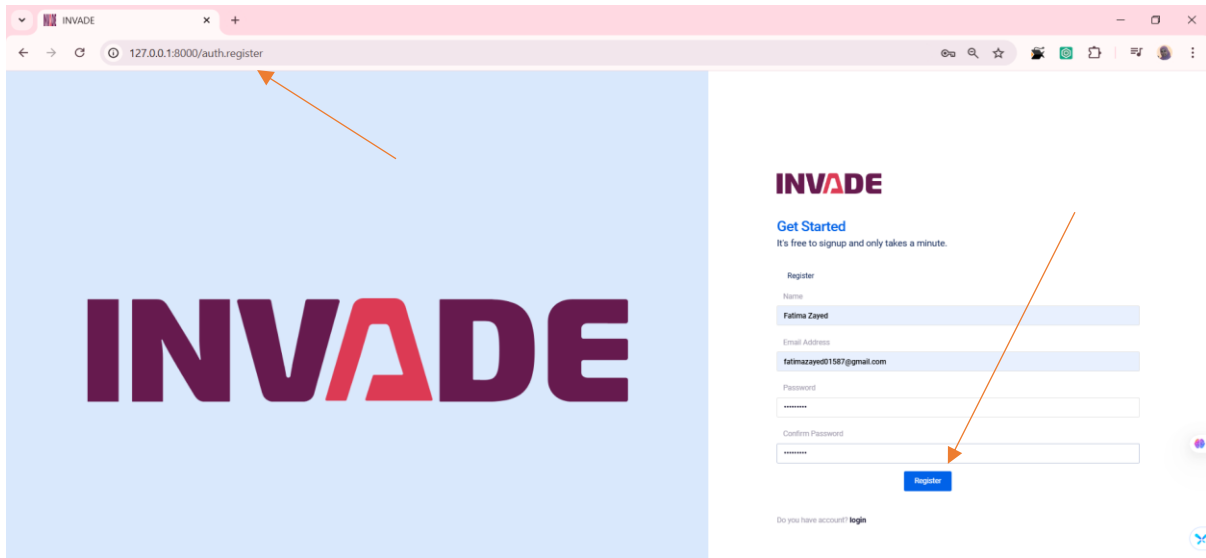 INVADE
127.0.0.1:8000/auth.register
INVADE
INVADE
Get Started
It's free to signup and only takes a minute.
Register
Name
Fatima Zayed
Email Address
fatimazayed01587@gmail.com
Password
•••••••••
Confirm Password
•••••••••
Register
Do you have account? login